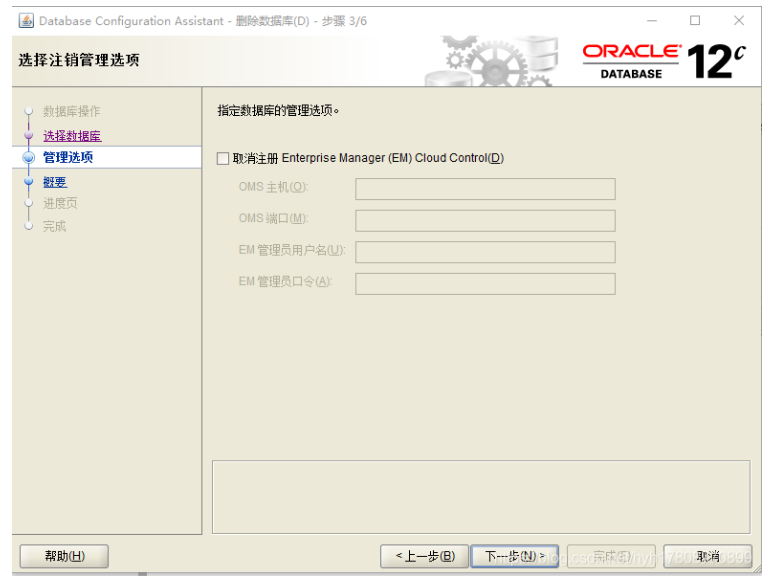 Database Configuration Assistant - 删除数据库(D) - 步骤 3/6
选择注销管理选项
ORACLE
DATABASE
12c
数据库操作
选择数据库
管理选项
概要
进度页
完成
指定数据库的管理选项。
取消注册 Enterprise Manager (EM) Cloud Control(D)
OMS 主机(O):
OMS 端口(M):
EM 管理员用户名(U):
EM 管理员口令(A):
帮助(H)
<上一步(B)
下一步(N)>
完成(F)
取消